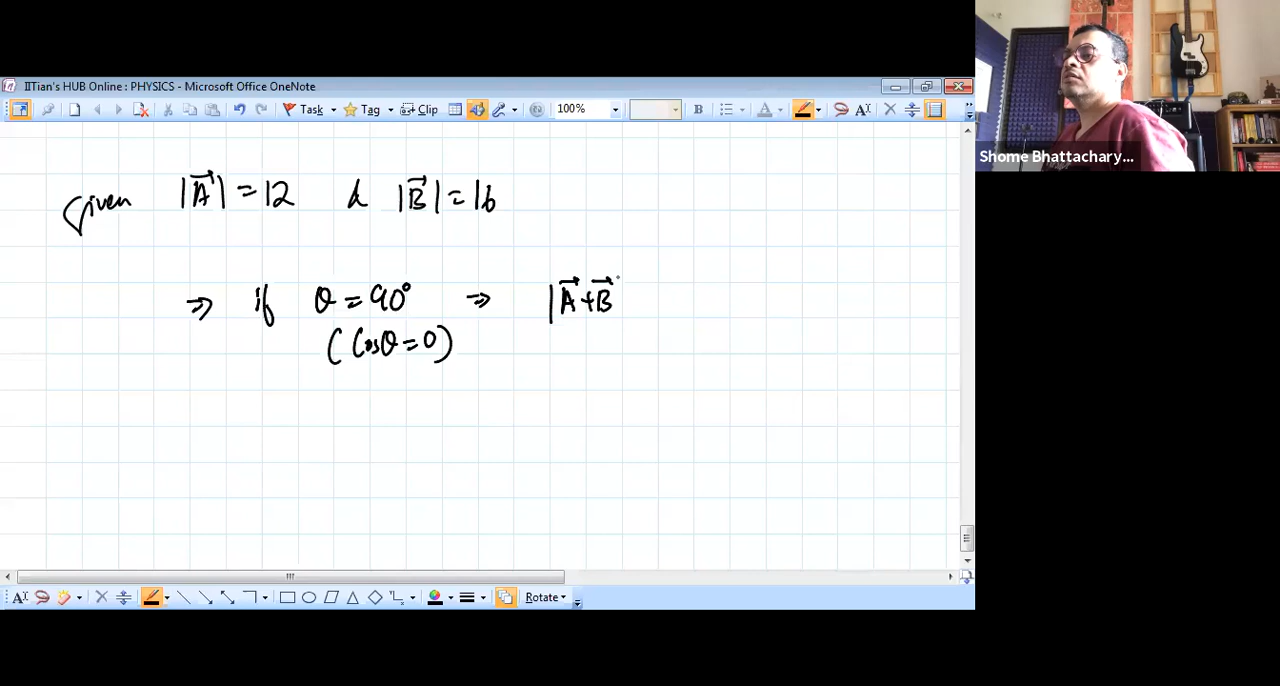 IITian's HUB Online : PHYSICS - Microsoft Office OneNote
Task Tag Clip 100% B A
Shome Bhattachary...
Given |A⃗| = 12 & |B⃗| = 16
⇒ if θ = 90° ⇒ |A⃗+B⃗
(Cosθ = 0)
Rotate